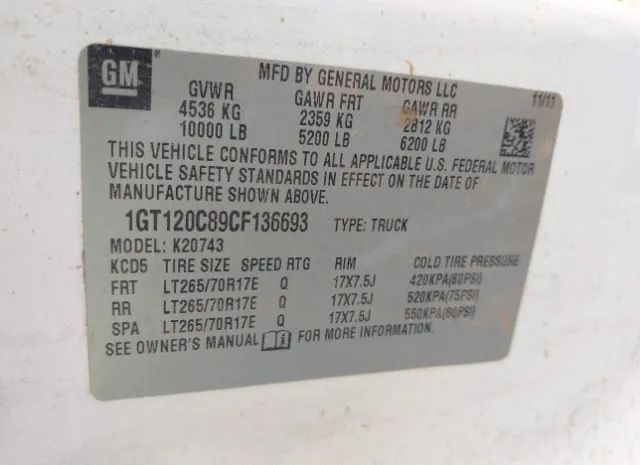 GM
MFD BY GENERAL MOTORS LLC
11/11
GVWR GAWR FRT GAWR RR
4536 KG 2359 KG 2812 KG
10000 LB 5200 LB 6200 LB
THIS VEHICLE CONFORMS TO ALL APPLICABLE U.S. FEDERAL MOTOR
VEHICLE SAFETY STANDARDS IN EFFECT ON THE DATE OF
MANUFACTURE SHOWN ABOVE.
1GT120C89CF136693 TYPE: TRUCK
MODEL: K20743
KCD5 TIRE SIZE SPEED RTG RIM COLD TIRE PRESSURE
FRT LT265/70R17E Q 17X7.5J 420KPA(60PSI)
RR LT265/70R17E Q 17X7.5J 520KPA(75PSI)
SPA LT265/70R17E Q 17X7.5J 550KPA(80PSI)
SEE OWNER'S MANUAL FOR MORE INFORMATION.